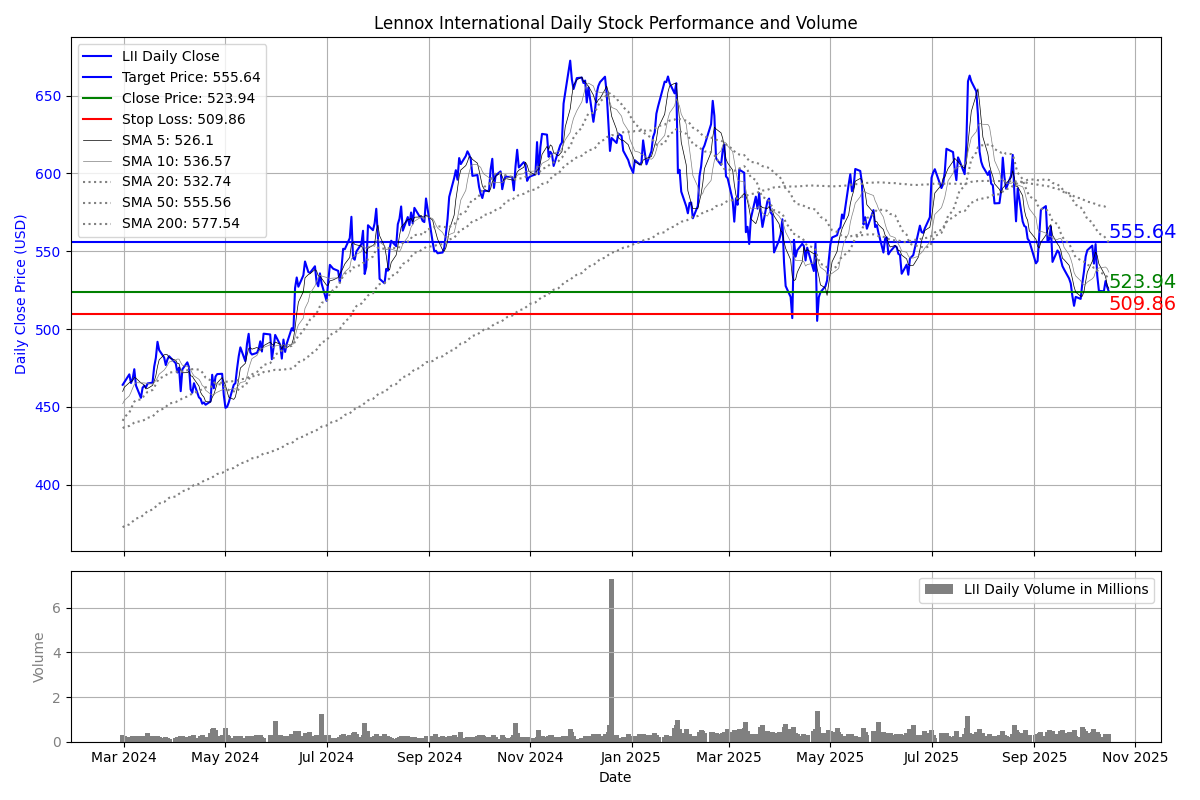 Lennox International Daily Stock Performance and Volume
LII Daily Close
Target Price: 555.64
Close Price: 523.94
Stop Loss: 509.86
SMA 5: 526.1
SMA 10: 536.57
SMA 20: 532.74
SMA 50: 555.56
SMA 200: 577.54
Daily Close Price (USD)
650
600
550
500
450
400
555.64
523.94
509.86
LII Daily Volume in Millions
Volume
6
4
2
0
Mar 2024 May 2024 Jul 2024 Sep 2024 Nov 2024 Jan 2025 Mar 2025 May 2025 Jul 2025 Sep 2025 Nov 2025
Date